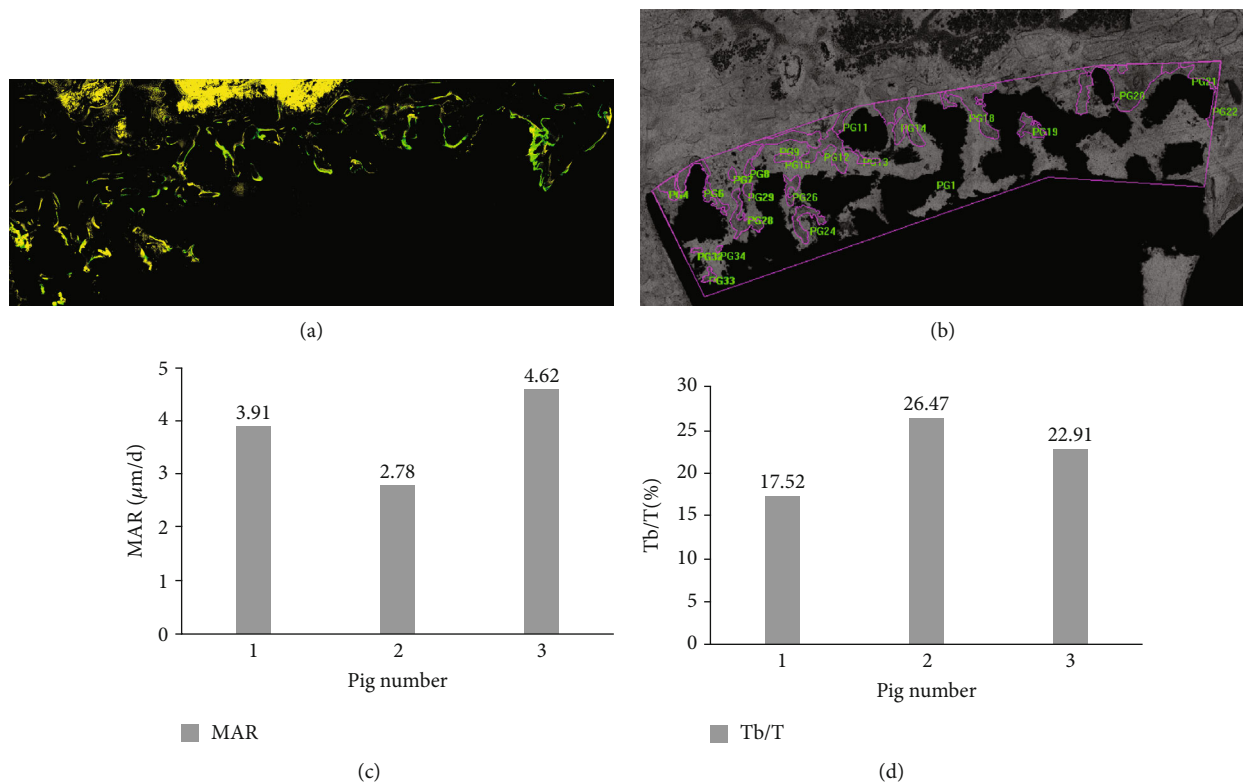 PG21
PG20
PG22
PG11
PG14
PG18
PG19
PG9
PG12
PG10
PG13
PG8
PG7
PG1
PG4
PG6
PG29
PG26
PG28
PG24
PG34
PG33
(a)
(b)
5
4
3
2
1
0
MAR (μm/d)
3.91
2.78
4.62
1
2
3
Pig number
MAR
(c)
30
25
20
15
10
5
0
Tb/T(%)
17.52
26.47
22.91
1
2
3
Pig number
Tb/T
(d)